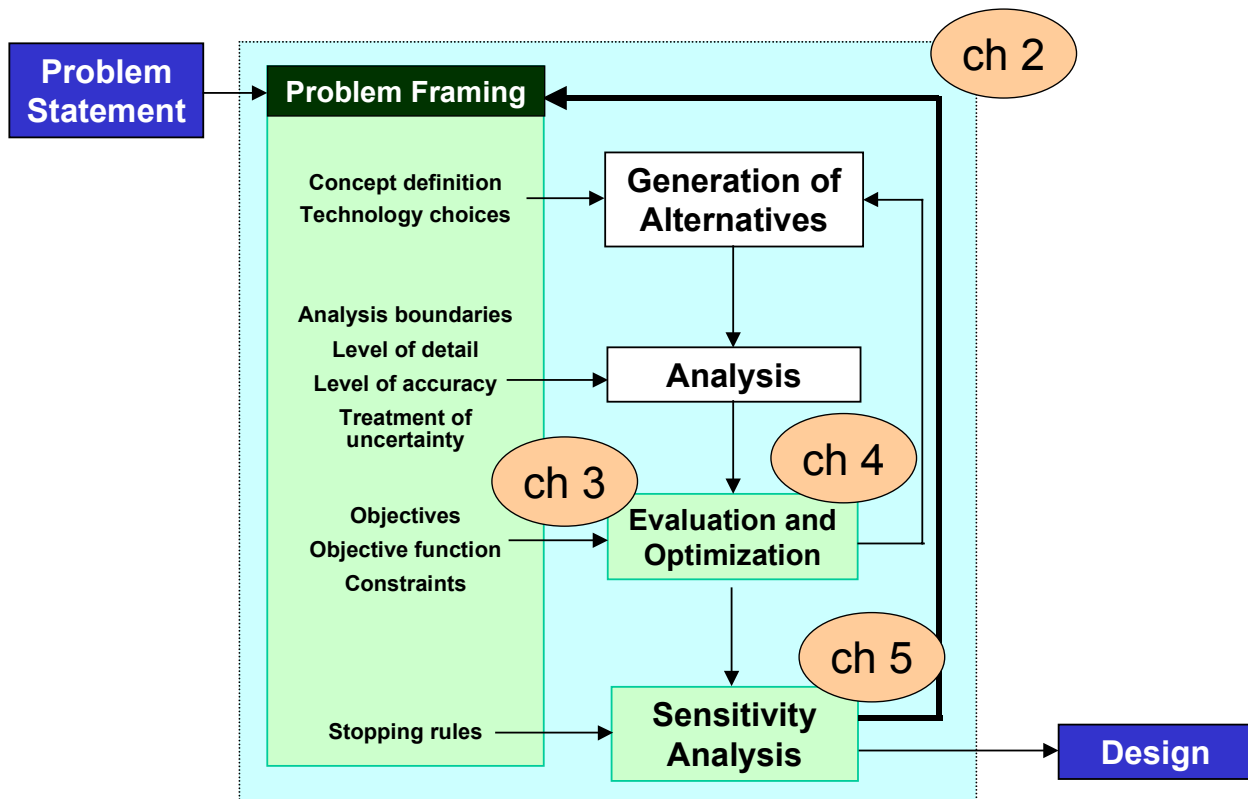 Problem
Statement
ch 2
Problem Framing
Concept definition
Technology choices
Generation of
Alternatives
Analysis boundaries
Level of detail
Level of accuracy
Treatment of
uncertainty
Analysis
ch 3
ch 4
Objectives
Objective function
Constraints
Evaluation and
Optimization
ch 5
Stopping rules
Sensitivity
Analysis
Design